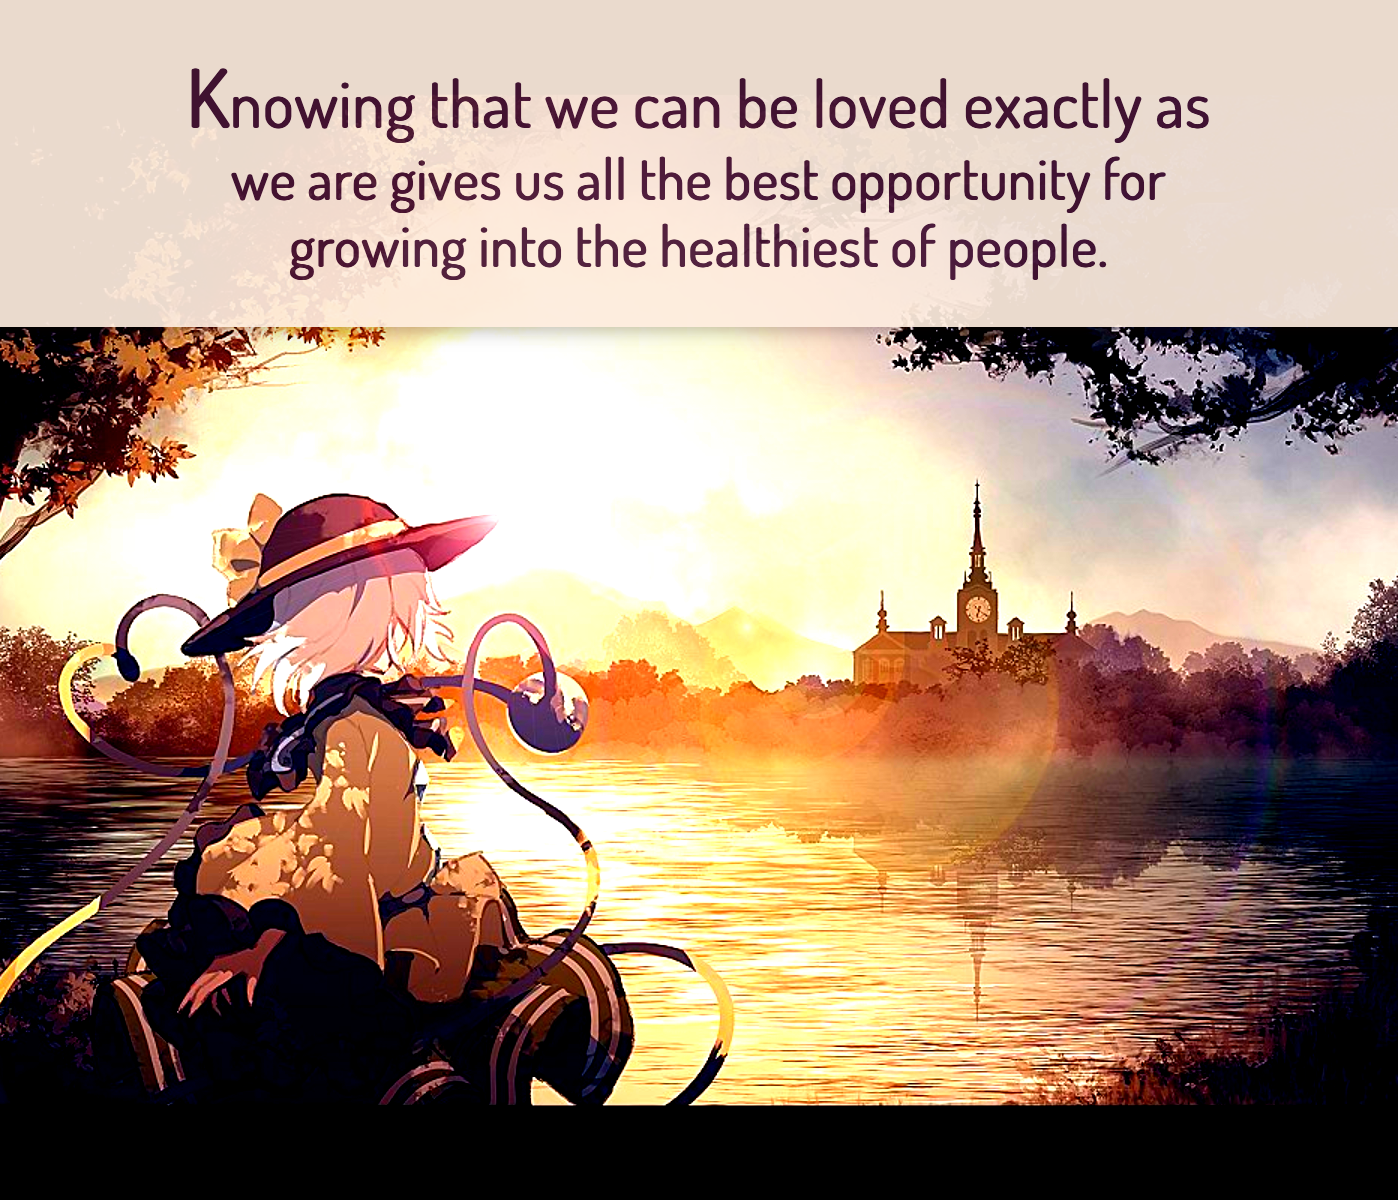 Knowing that we can be loved exactly as
we are gives us all the best opportunity for
growing into the healthiest of people.